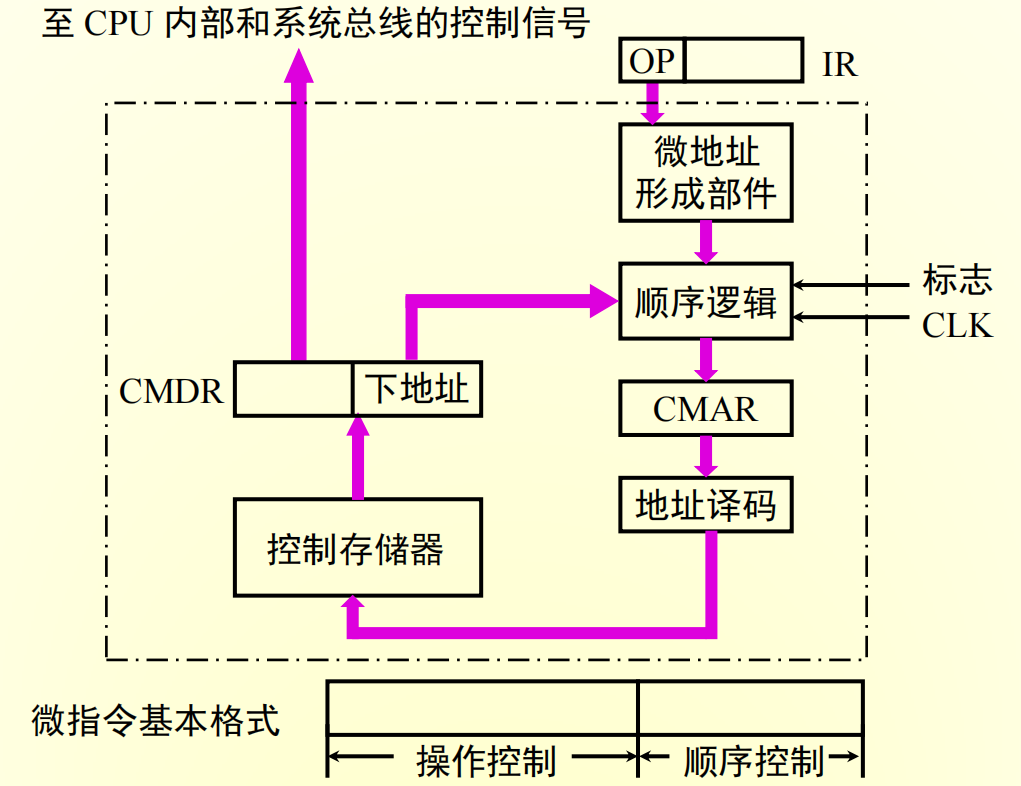 至 CPU 内部和系统总线的控制信号
OP
IR
微地址
形成部件
顺序逻辑
标志
CLK
CMDR
下地址
CMAR
地址译码
控制存储器
微指令基本格式
操作控制
顺序控制